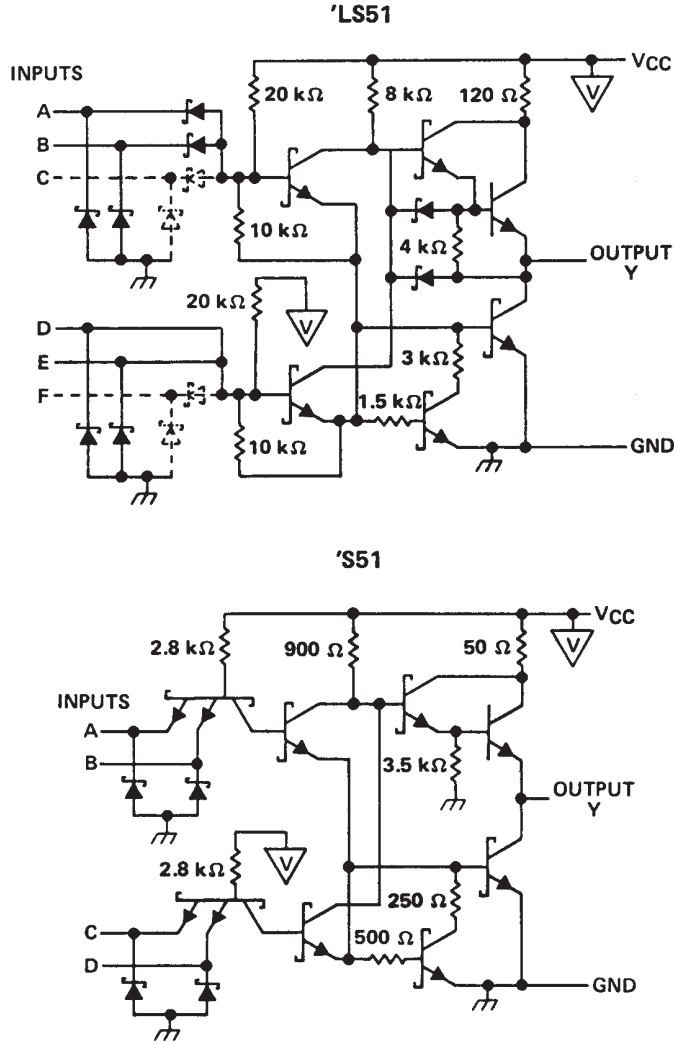 'LS51
INPUTS
VCC
20 kΩ
8 kΩ
120 Ω
A
B
C
10 kΩ
4 kΩ
OUTPUT
Y
20 kΩ
V
V
D
E
F
3 kΩ
1.5 kΩ
10 kΩ
GND
'S51
VCC
2.8 kΩ
900 Ω
50 Ω
V
INPUTS
A
B
3.5 kΩ
OUTPUT
Y
2.8 kΩ
V
250 Ω
C
500 Ω
D
GND